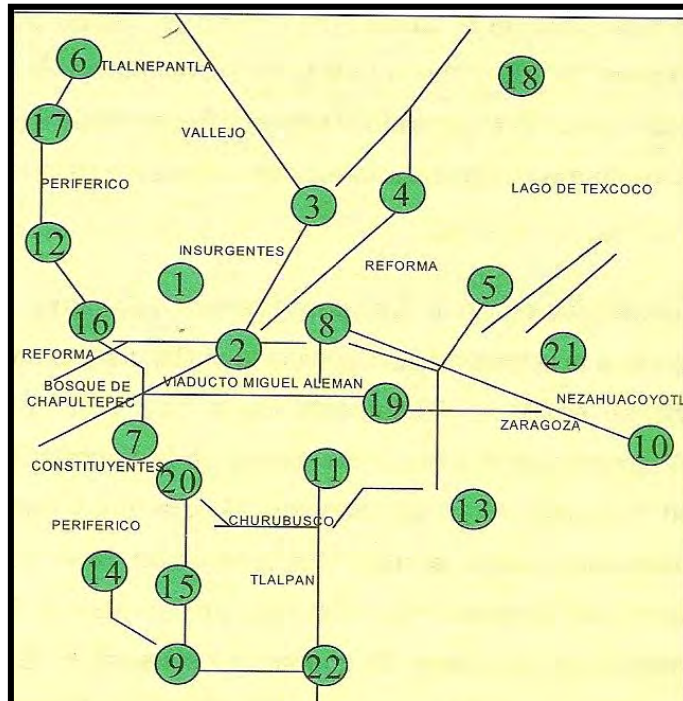 6
TLALNEPANTLA
18
17
VALLEJO
PERIFERICO
4
3
LAGO DE TEXCOCO
12
INSURGENTES
REFORMA
1
5
16
8
2
21
REFORMA
BOSQUE DE
CHAPULTEPEC
VIADUCTO MIGUEL ALEMAN
NEZAHUACOYOTL
19
ZARAGOZA
7
10
CONSTITUYENTES
20
11
13
PERIFERICO
CHURUBUSCO
14
TLALPAN
15
9
22